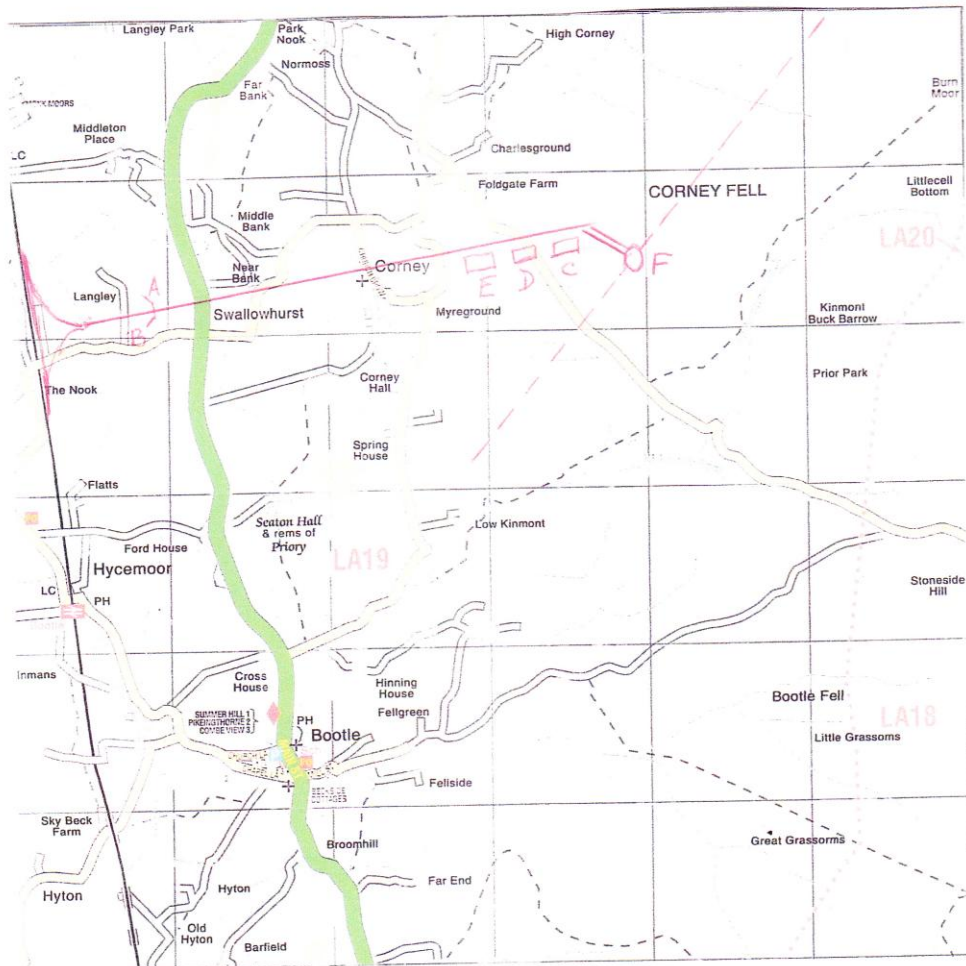 Langley Park
Park
Nook
High Corney
Normoss
Far
Bank
Burn
Moor
Middleton
Place
LC
Charlesground
Foldgate Farm
CORNEY FELL
Littlecell
Bottom
Middle
Bank
LA20
Near
Bank
Corney
F
E
D
C
Langley
A
B
Swallowhurst
Myreground
Kinmont
Buck Barrow
The Nook
Corney
Hall
Prior Park
Spring
House
Flatts
Seaton Hall
& rems of
Priory
Low Kinmont
Ford House
LA19
Hycemoor
LC
PH
Stoneside
Hill
Inmans
Cross
House
Hinning
House
Bootle Fell
SUMMER HILL 1
PIKEINGTHORNE 2
COMBE VIEW 3
PH
Fellgreen
LA18
Bootle
Little Grassoms
Fellside
BECKSIDE
COTTAGES
Sky Beck
Farm
Broomhill
Great Grassorms
Hyton
Hyton
Far End
Old
Hyton
Barfield